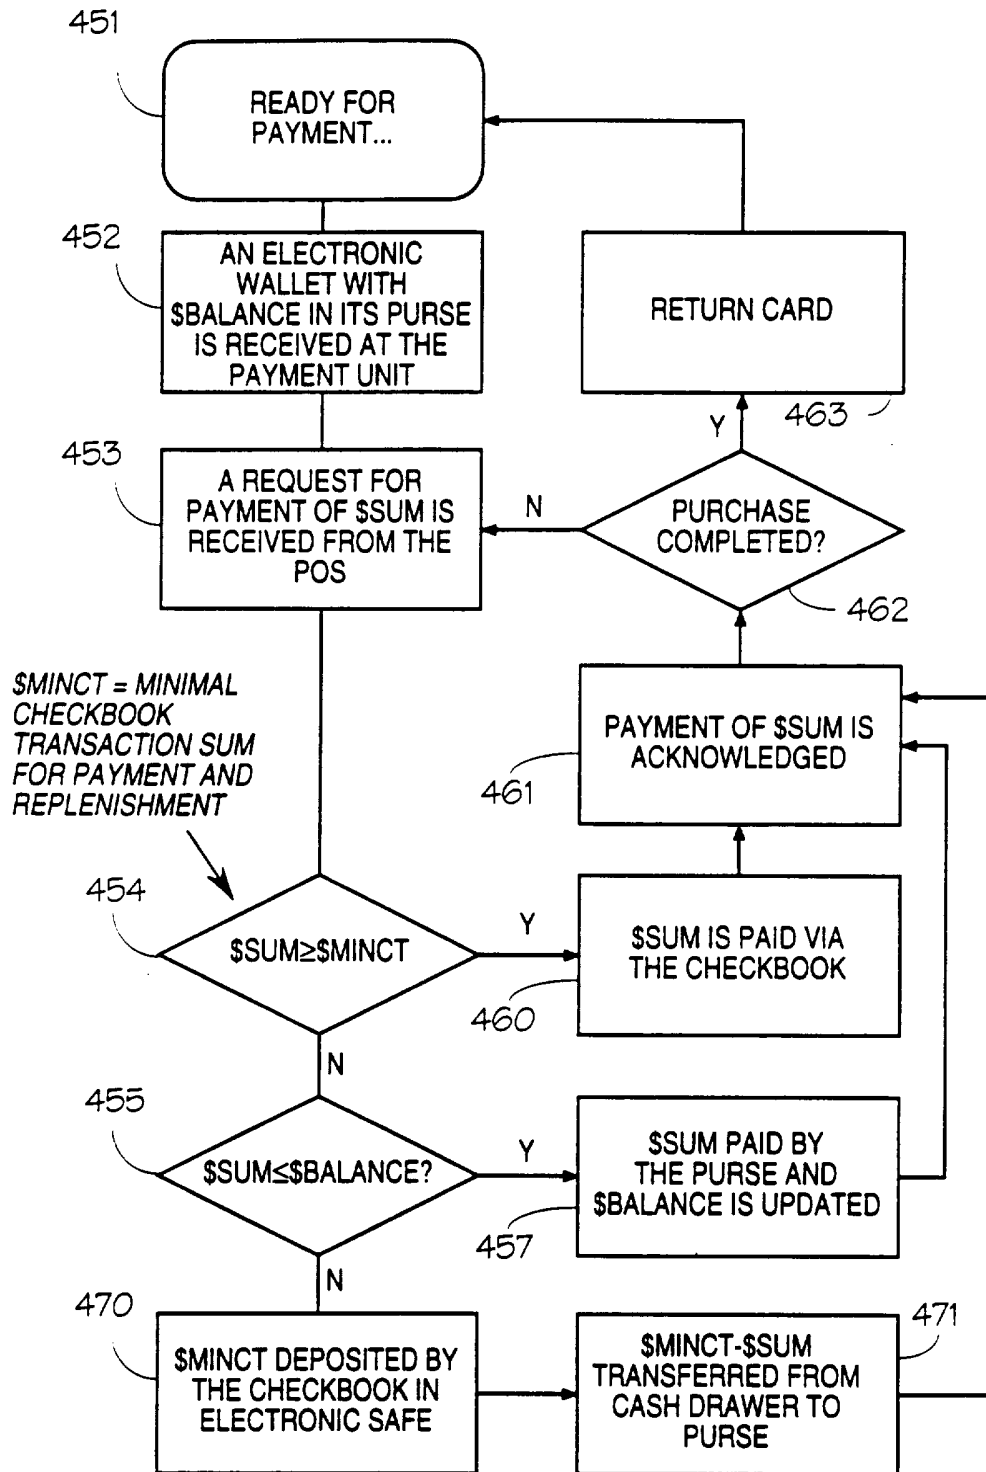 451
READY FOR
PAYMENT...
452
AN ELECTRONIC
WALLET WITH
$BALANCE IN ITS PURSE
IS RECEIVED AT THE
PAYMENT UNIT
RETURN CARD
463
Y
453
A REQUEST FOR
PAYMENT OF $SUM IS
RECEIVED FROM THE
POS
N
PURCHASE
COMPLETED?
462
$MINCT = MINIMAL
CHECKBOOK
TRANSACTION SUM
FOR PAYMENT AND
REPLENISHMENT
PAYMENT OF $SUM IS
ACKNOWLEDGED
461
454
$SUM≥$MINCT
Y
$SUM IS PAID VIA
THE CHECKBOOK
460
N
455
$SUM≤$BALANCE?
Y
$SUM PAID BY
THE PURSE AND
$BALANCE IS UPDATED
457
N
470
$MINCT DEPOSITED BY
THE CHECKBOOK IN
ELECTRONIC SAFE
471
$MINCT-$SUM
TRANSFERRED FROM
CASH DRAWER TO
PURSE